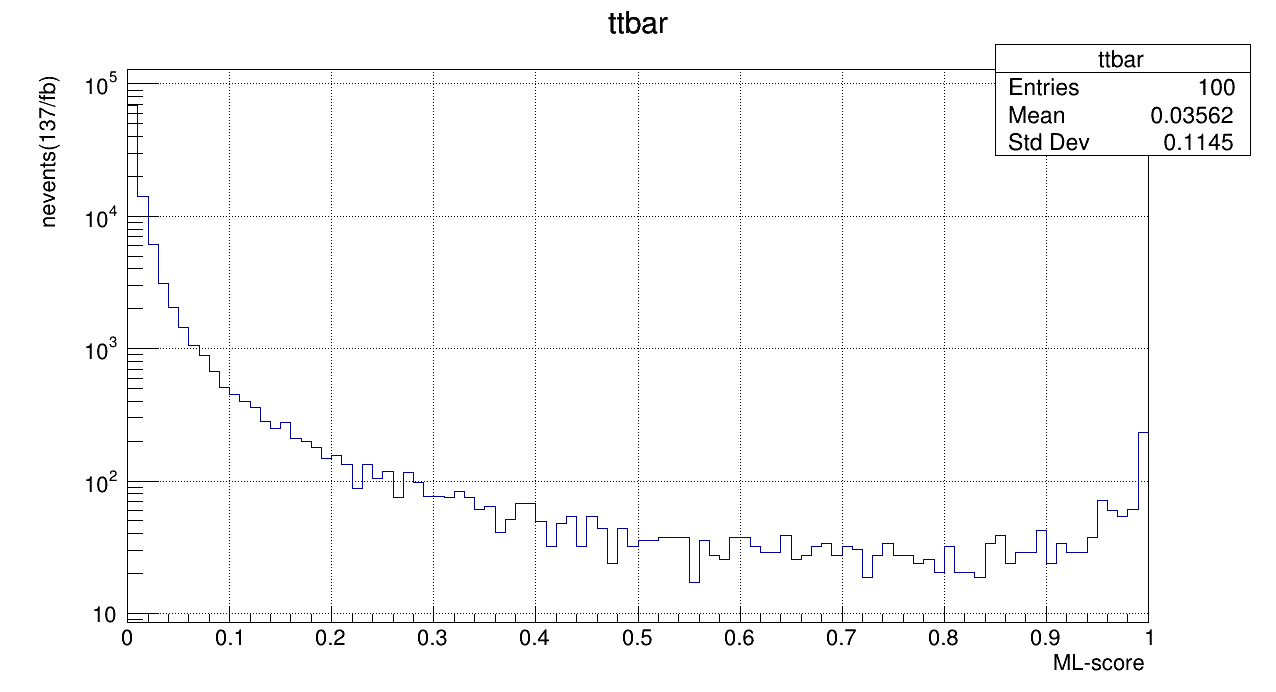 ttbar
ttbar
Entries 100
Mean 0.03562
Std Dev 0.1145
nevents(137/fb)
10^5
10^4
10^3
10^2
10
0 0.1 0.2 0.3 0.4 0.5 0.6 0.7 0.8 0.9 1
ML-score